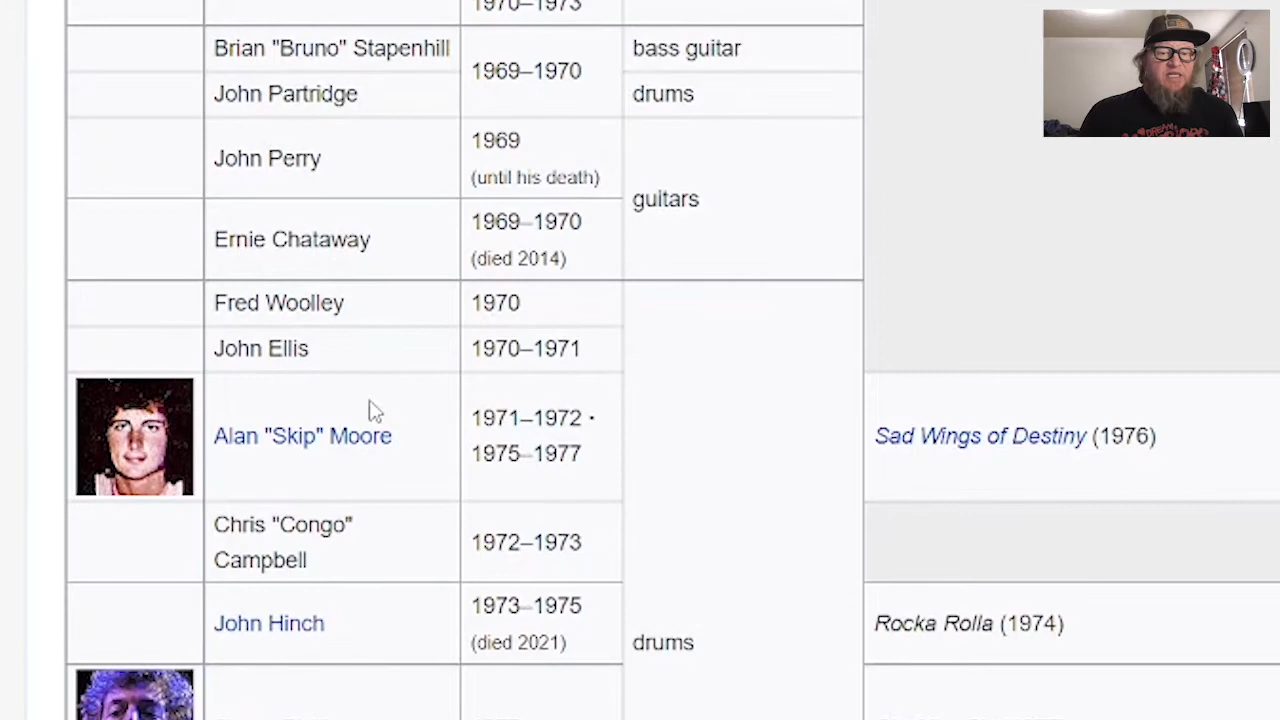 1970–1973
Brian "Bruno" Stapenhill
1969–1970
bass guitar
John Partridge
drums
John Perry
1969
(until his death)
guitars
Ernie Chataway
1969–1970
(died 2014)
Fred Woolley
1970
John Ellis
1970–1971
Alan "Skip" Moore
1971–1972 ·
1975–1977
Sad Wings of Destiny (1976)
Chris "Congo"
Campbell
1972–1973
John Hinch
1973–1975
(died 2021)
drums
Rocka Rolla (1974)